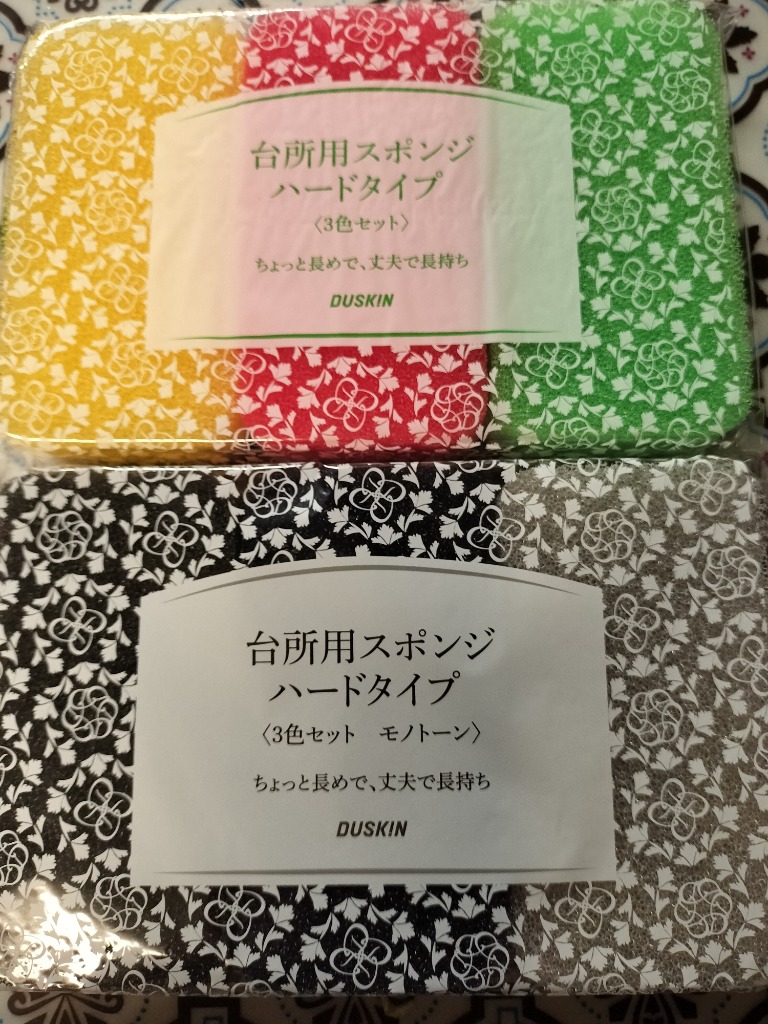 台所用スポンジ
ハードタイプ
〈3色セット〉
ちょっと長めで、丈夫で長持ち
DUSKIN
台所用スポンジ
ハードタイプ
〈3色セット　モノトーン〉
ちょっと長めで、丈夫で長持ち
DUSKIN